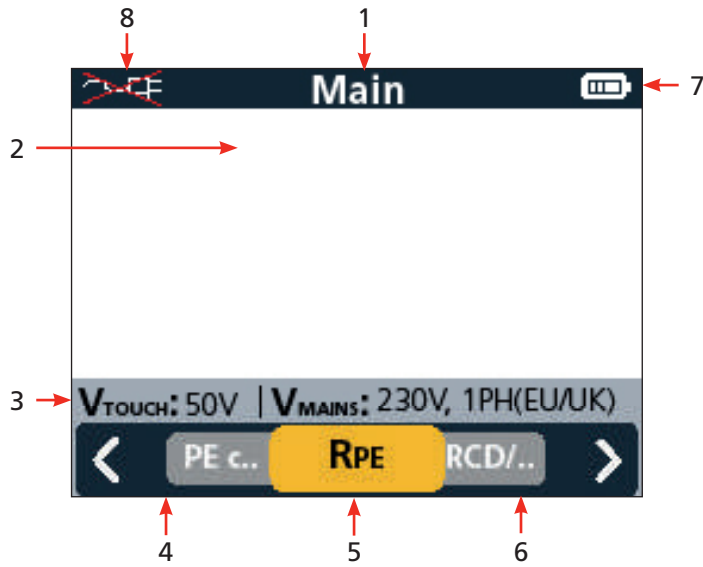 8 1
Main
7
2
3
VTOUCH: 50V | VMAINS: 230V, 1PH(EU/UK)
PE c.. RPE RCD/..
4 5 6